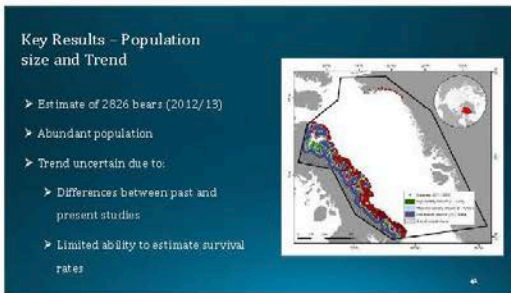 Key Results – Population
size and Trend
➤ Estimate of 2826 bears (2012/13)
➤ Abundant population
➤ Trend uncertain due to:
➤ Differences between past and
present studies
➤ Limited ability to estimate survival
rates